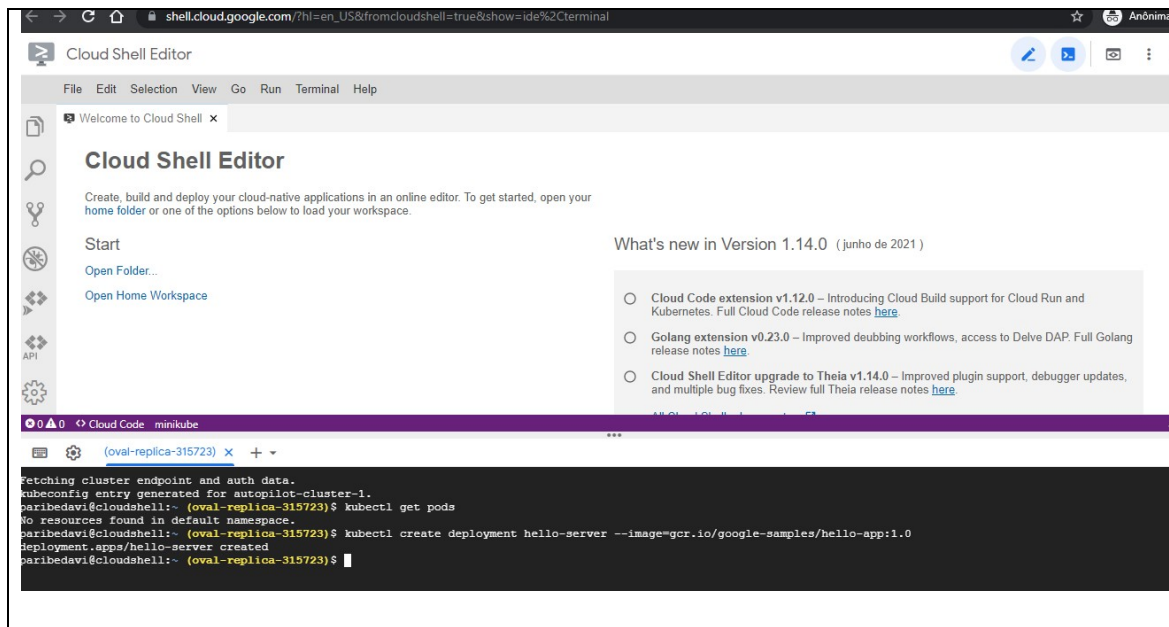 shell.cloud.google.com/?hl=en_US&fromcloudshell=true&show=ide%2Cterminal
Anônima
Cloud Shell Editor
File Edit Selection View Go Run Terminal Help
Welcome to Cloud Shell
Cloud Shell Editor
Create, build and deploy your cloud-native applications in an online editor. To get started, open your
home folder or one of the options below to load your workspace.
Start
What's new in Version 1.14.0 ( junho de 2021 )
Open Folder...
Open Home Workspace
Cloud Code extension v1.12.0 – Introducing Cloud Build support for Cloud Run and
Kubernetes. Full Cloud Code release notes here.
Golang extension v0.23.0 – Improved deubbing workflows, access to Delve DAP. Full Golang
release notes here.
API
Cloud Shell Editor upgrade to Theia v1.14.0 – Improved plugin support, debugger updates,
and multiple bug fixes. Review full Theia release notes here.
0 0 Cloud Code minikube
(oval-replica-315723)
Fetching cluster endpoint and auth data.
kubeconfig entry generated for autopilot-cluster-1.
paribedavi@cloudshell:~ (oval-replica-315723)$ kubectl get pods
No resources found in default namespace.
paribedavi@cloudshell:~ (oval-replica-315723)$ kubectl create deployment hello-server --image=gcr.io/google-samples/hello-app:1.0
deployment.apps/hello-server created
paribedavi@cloudshell:~ (oval-replica-315723)$